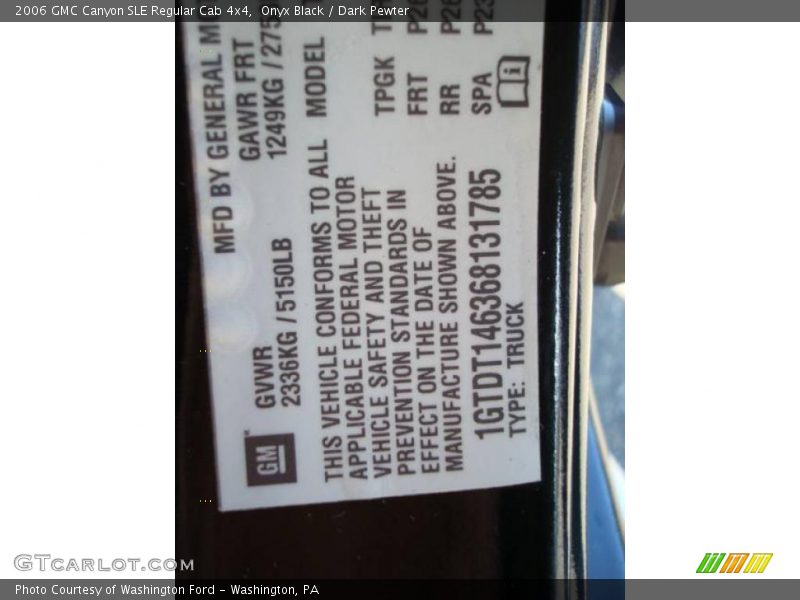 2006 GMC Canyon SLE Regular Cab 4x4, Onyx Black / Dark Pewter
MFD BY GENERAL
GVWR
GAWR FRT
2336KG / 5150LB
1249KG
THIS VEHICLE CONFORMS TO ALL
MODEL
APPLICABLE FEDERAL MOTOR
VEHICLE SAFETY AND THEFT
TPGK
PREVENTION STANDARDS IN
FRT
EFFECT ON THE DATE OF
RR
MANUFACTURE SHOWN ABOVE.
SPA
1GTDT146368131785
TYPE: TRUCK
GM
GTCARLOT.COM
Photo Courtesy of Washington Ford - Washington, PA